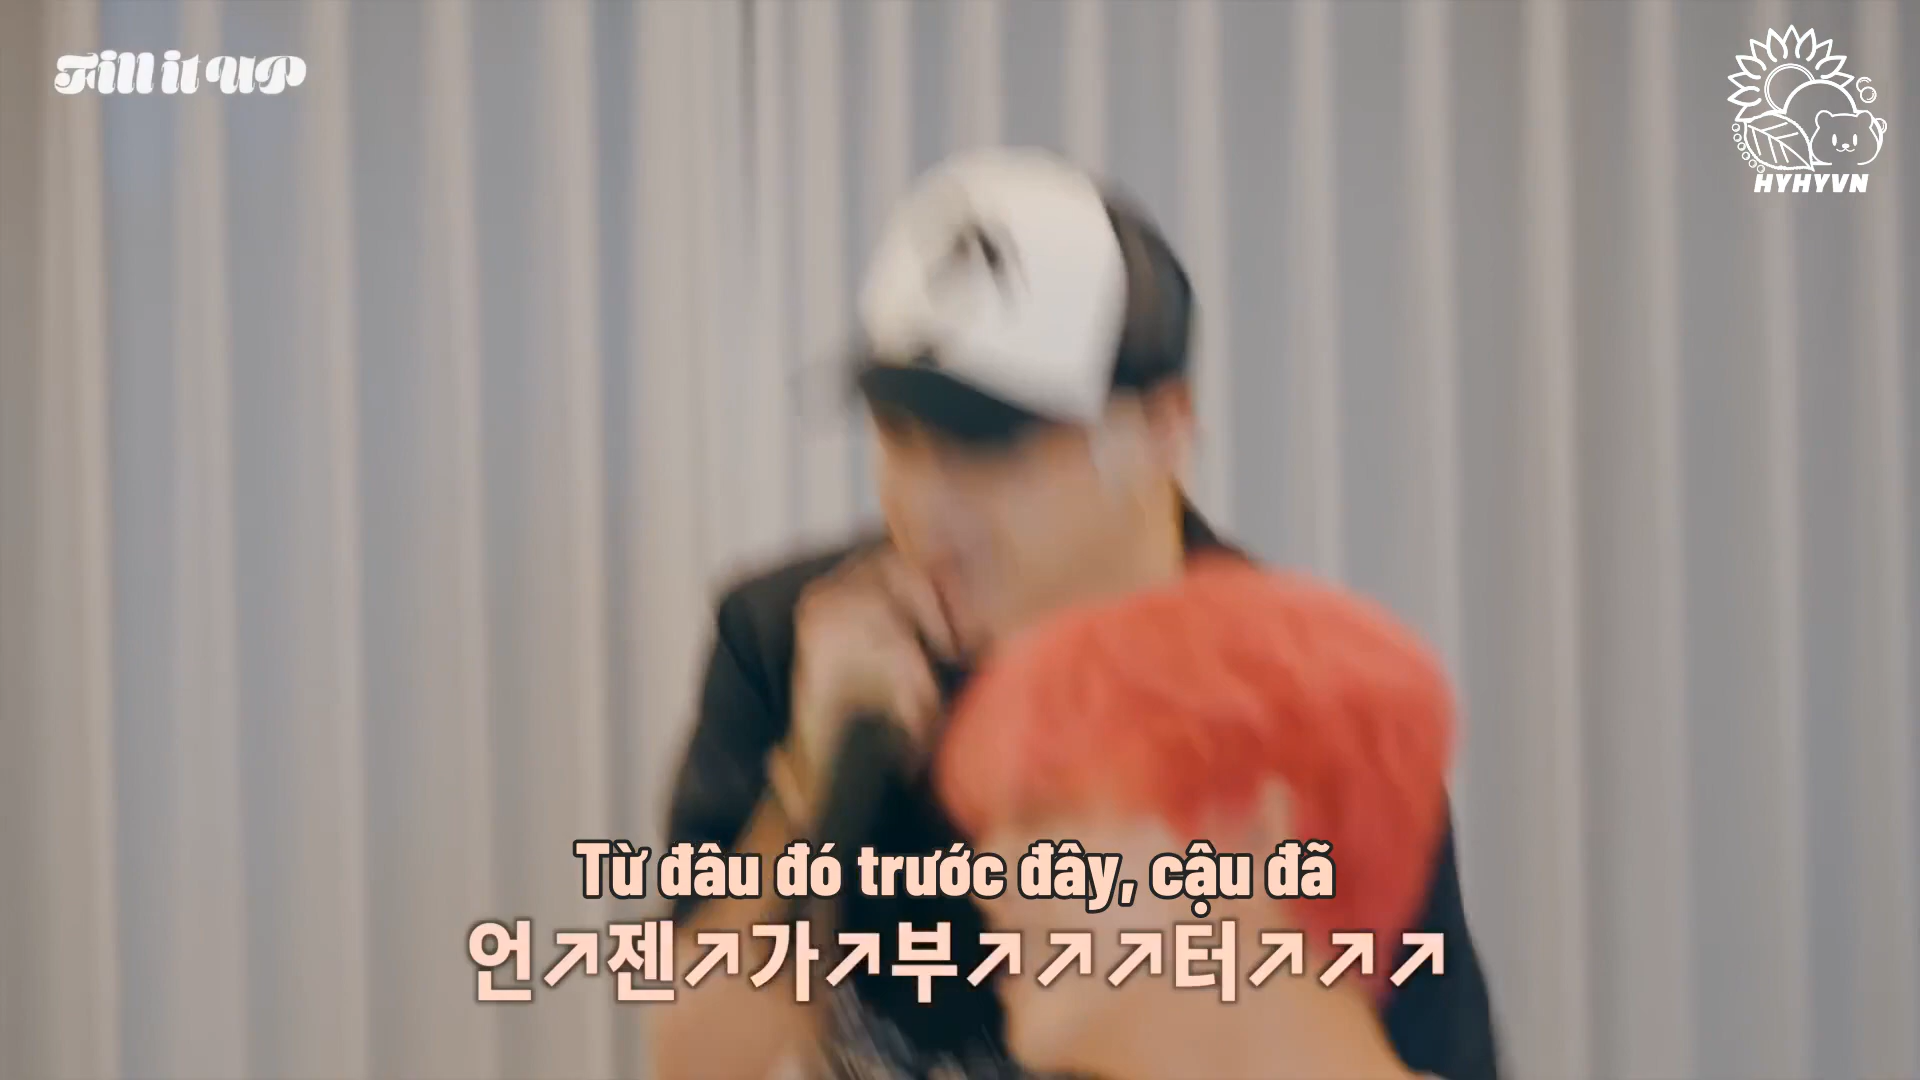 Fill it up
HYHYVN
Từ đâu đó trước đây, cậu đã
언↗젠↗가↗부↗↗↗터↗↗↗